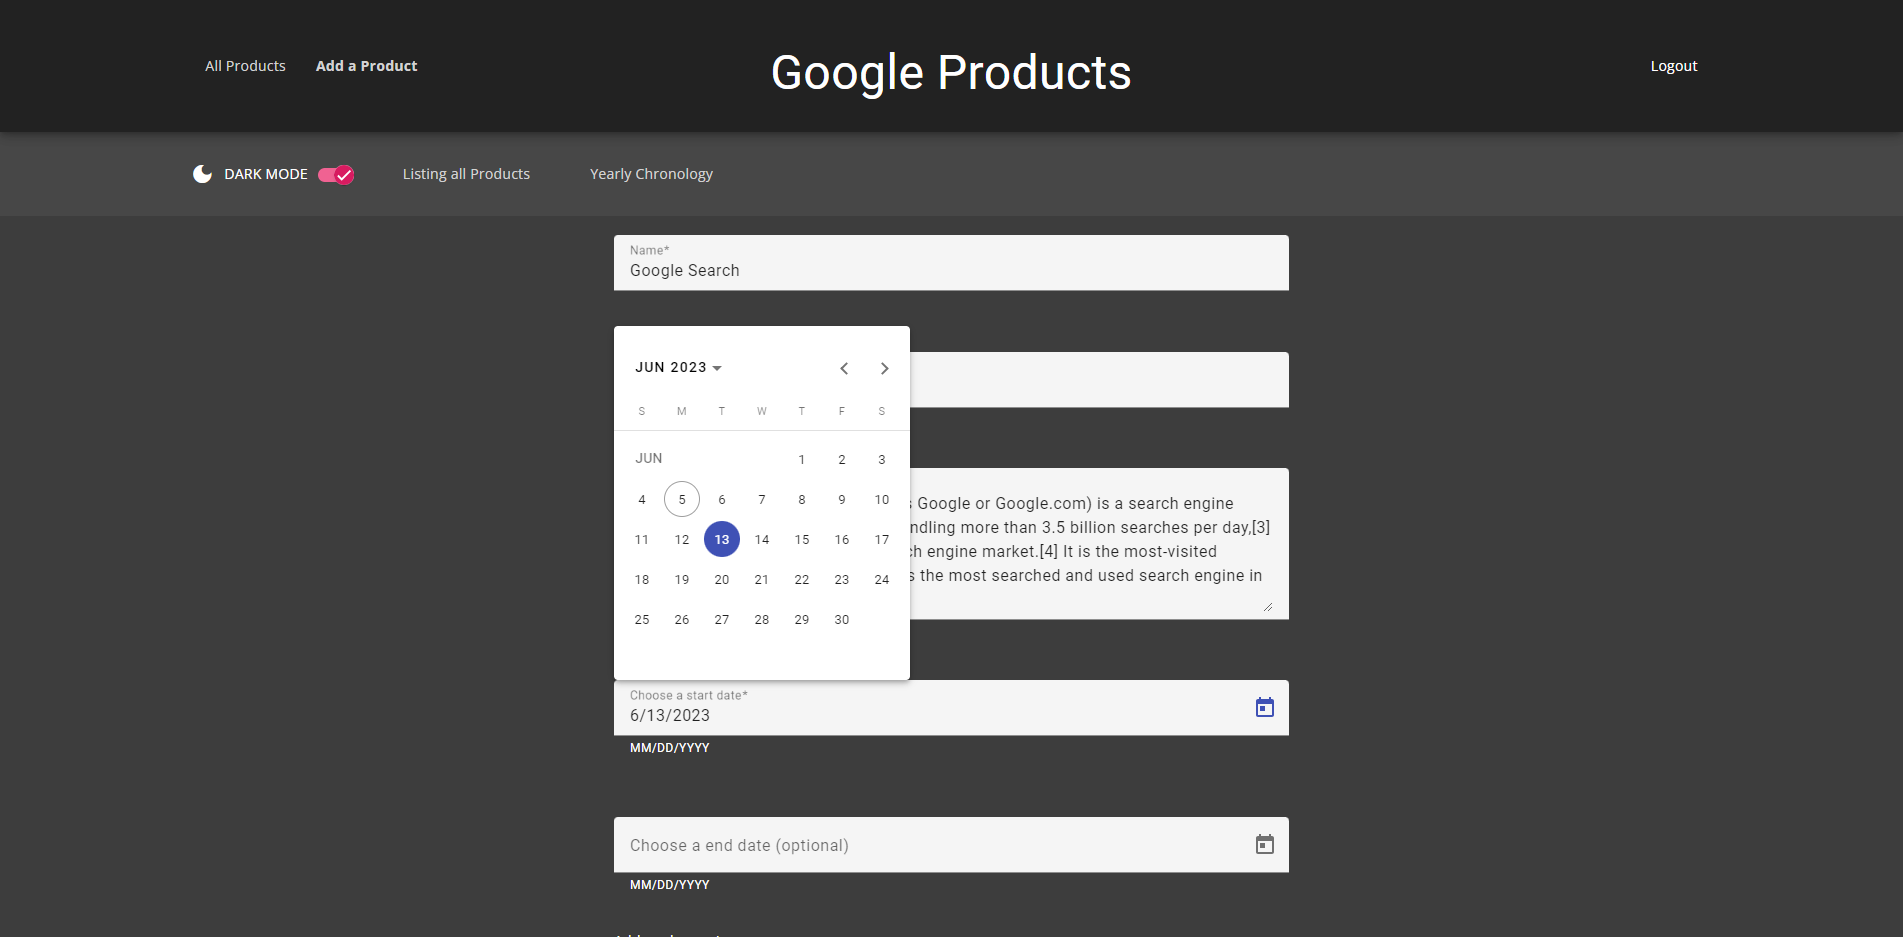 All Products
Add a Product
Google Products
Logout
DARK MODE
Listing all Products
Yearly Chronology
Name*
Google Search
JUN 2023
S M T W T F S
JUN
1 2 3
4 5 6 7 8 9 10
11 12 13 14 15 16 17
18 19 20 21 22 23 24
25 26 27 28 29 30
Google or Google.com) is a search engine
more than 3.5 billion searches per day,[3]
engine market.[4] It is the most-visited
the most searched and used search engine in
Choose a start date*
6/13/2023
MM/DD/YYYY
Choose a end date (optional)
MM/DD/YYYY